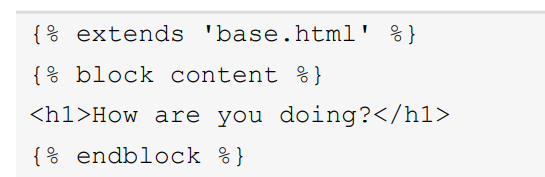 {% extends 'base.html' %}
{% block content %}
<h1>How are you doing?</h1>
{% endblock %}